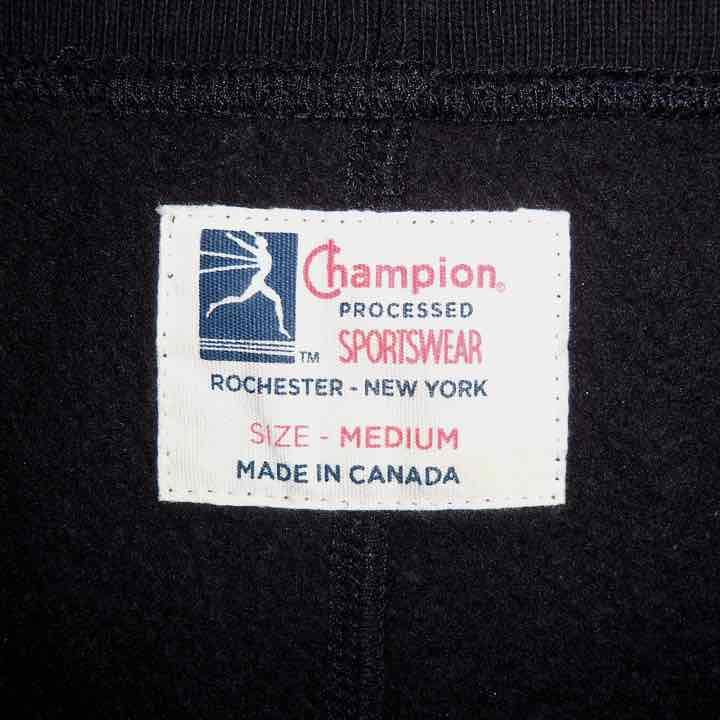 Champion®
PROCESSED
SPORTSWEAR
TM
ROCHESTER - NEW YORK
SIZE - MEDIUM
MADE IN CANADA